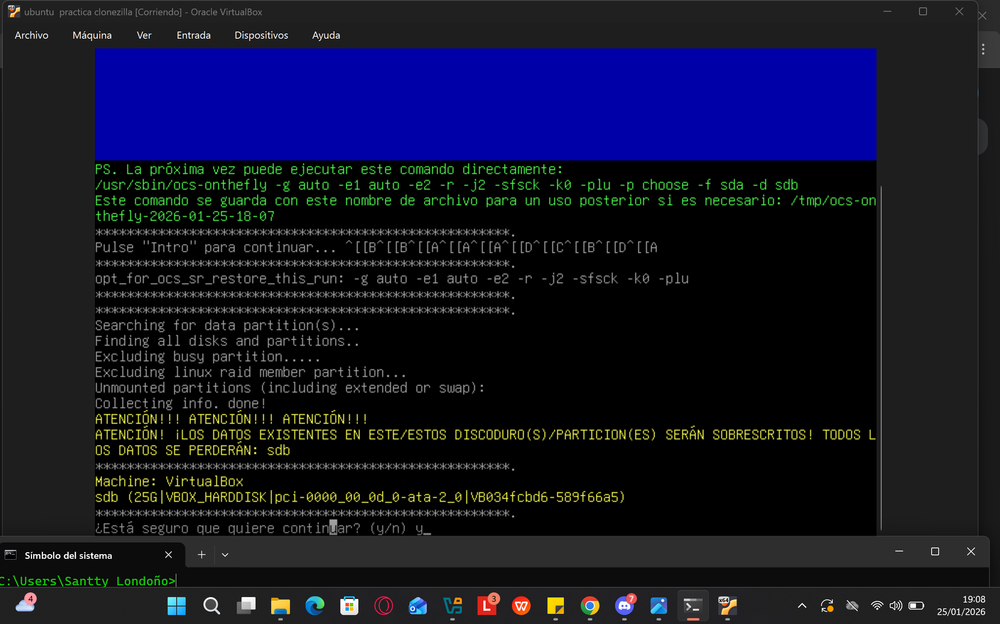 ubuntu  practica clonezilla [Corriendo] - Oracle VirtualBox
Archivo Máquina Ver Entrada Dispositivos Ayuda
PS. La próxima vez puede ejecutar este comando directamente:
/usr/sbin/ocs-onthefly -g auto -e1 auto -e2 -r -j2 -sfsck -k0 -plu -p choose -f sda -d sdb
Este comando se guarda con este nombre de archivo para un uso posterior si es necesario: /tmp/ocs-on
thefly-2026-01-25-18-07
*****************************************************.
Pulse "Intro" para continuar... ^[[B^[[B^[[A^[[A^[[A^[[D^[[C^[[B^[[D^[[A
*****************************************************.
opt_for_ocs_sr_restore_this_run: -g auto -e1 auto -e2 -r -j2 -sfsck -k0 -plu
*****************************************************.
*****************************************************.
Searching for data partition(s)...
Finding all disks and partitions..
Excluding busy partition.....
Excluding linux raid member partition...
Unmounted partitions (including extended or swap):
Collecting info. done!
ATENCIÓN!!! ATENCIÓN!!! ATENCIÓN!!!
ATENCIÓN! ¡LOS DATOS EXISTENTES EN ESTE/ESTOS DISCODURO(S)/PARTICION(ES) SERÁN SOBRESCRITOS! TODOS L
OS DATOS SE PERDERÁN: sdb
*****************************************************.
Machine: VirtualBox
sdb (25G|VBOX_HARDDISK|pci-0000_00_0d_0-ata-2_0|VB034fcbd6-589f66a5)
*****************************************************.
¿Está seguro que quiere continuar? (y/n) y_
Símbolo del sistema
C:\Users\Santty Londoño>
4
3
7
x64
19:08
25/01/2026